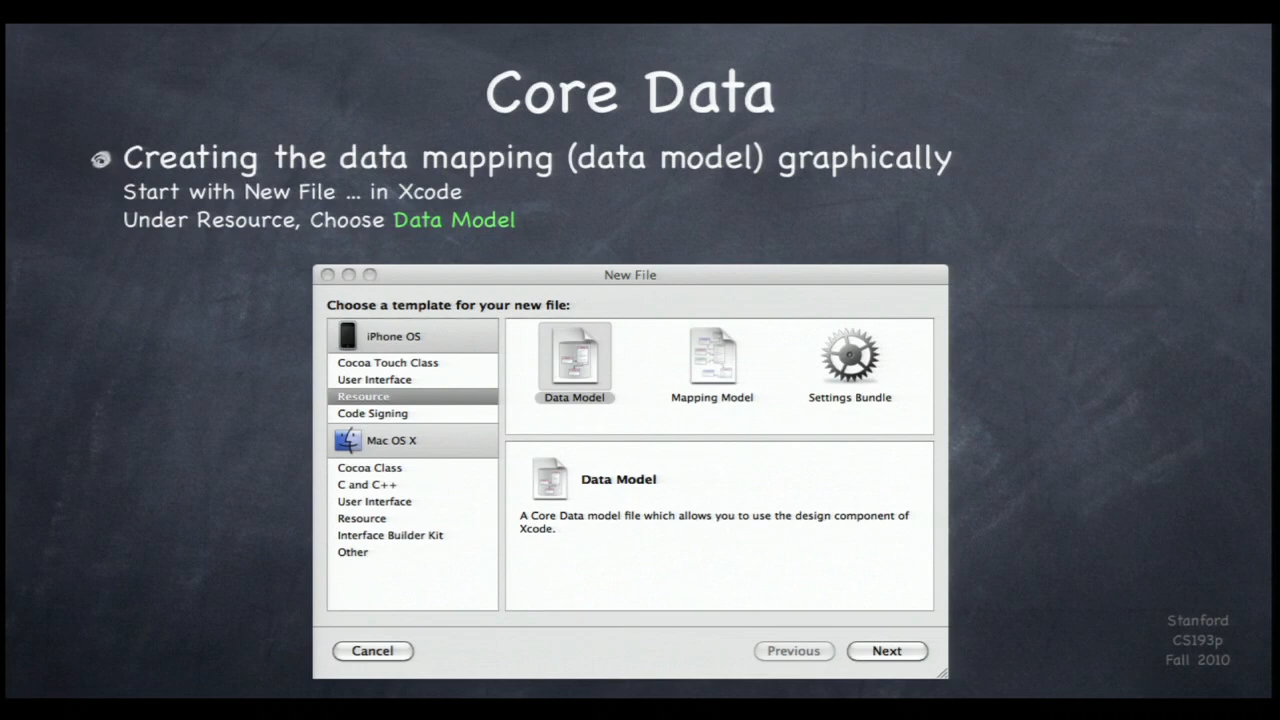 Core Data
Creating the data mapping (data model) graphically
Start with New File ... in Xcode
Under Resource, Choose Data Model
New File
Choose a template for your new file:
iPhone OS
Cocoa Touch Class
User Interface
Resource
Code Signing
Mac OS X
Cocoa Class
C and C++
User Interface
Resource
Interface Builder Kit
Other
Data Model
Mapping Model
Settings Bundle
Data Model
A Core Data model file which allows you to use the design component of
Xcode.
Cancel
Previous
Next
Stanford
CS193p
Fall 2010